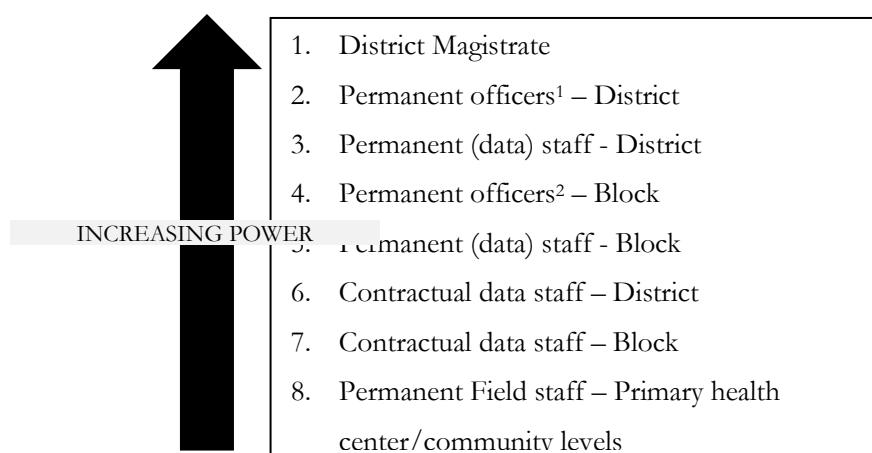 1. District Magistrate
2. Permanent officers¹ – District
3. Permanent (data) staff - District
4. Permanent officers² – Block
INCREASING POWER
5. Permanent (data) staff - Block
6. Contractual data staff – District
7. Contractual data staff – Block
8. Permanent Field staff – Primary health
center/community levels